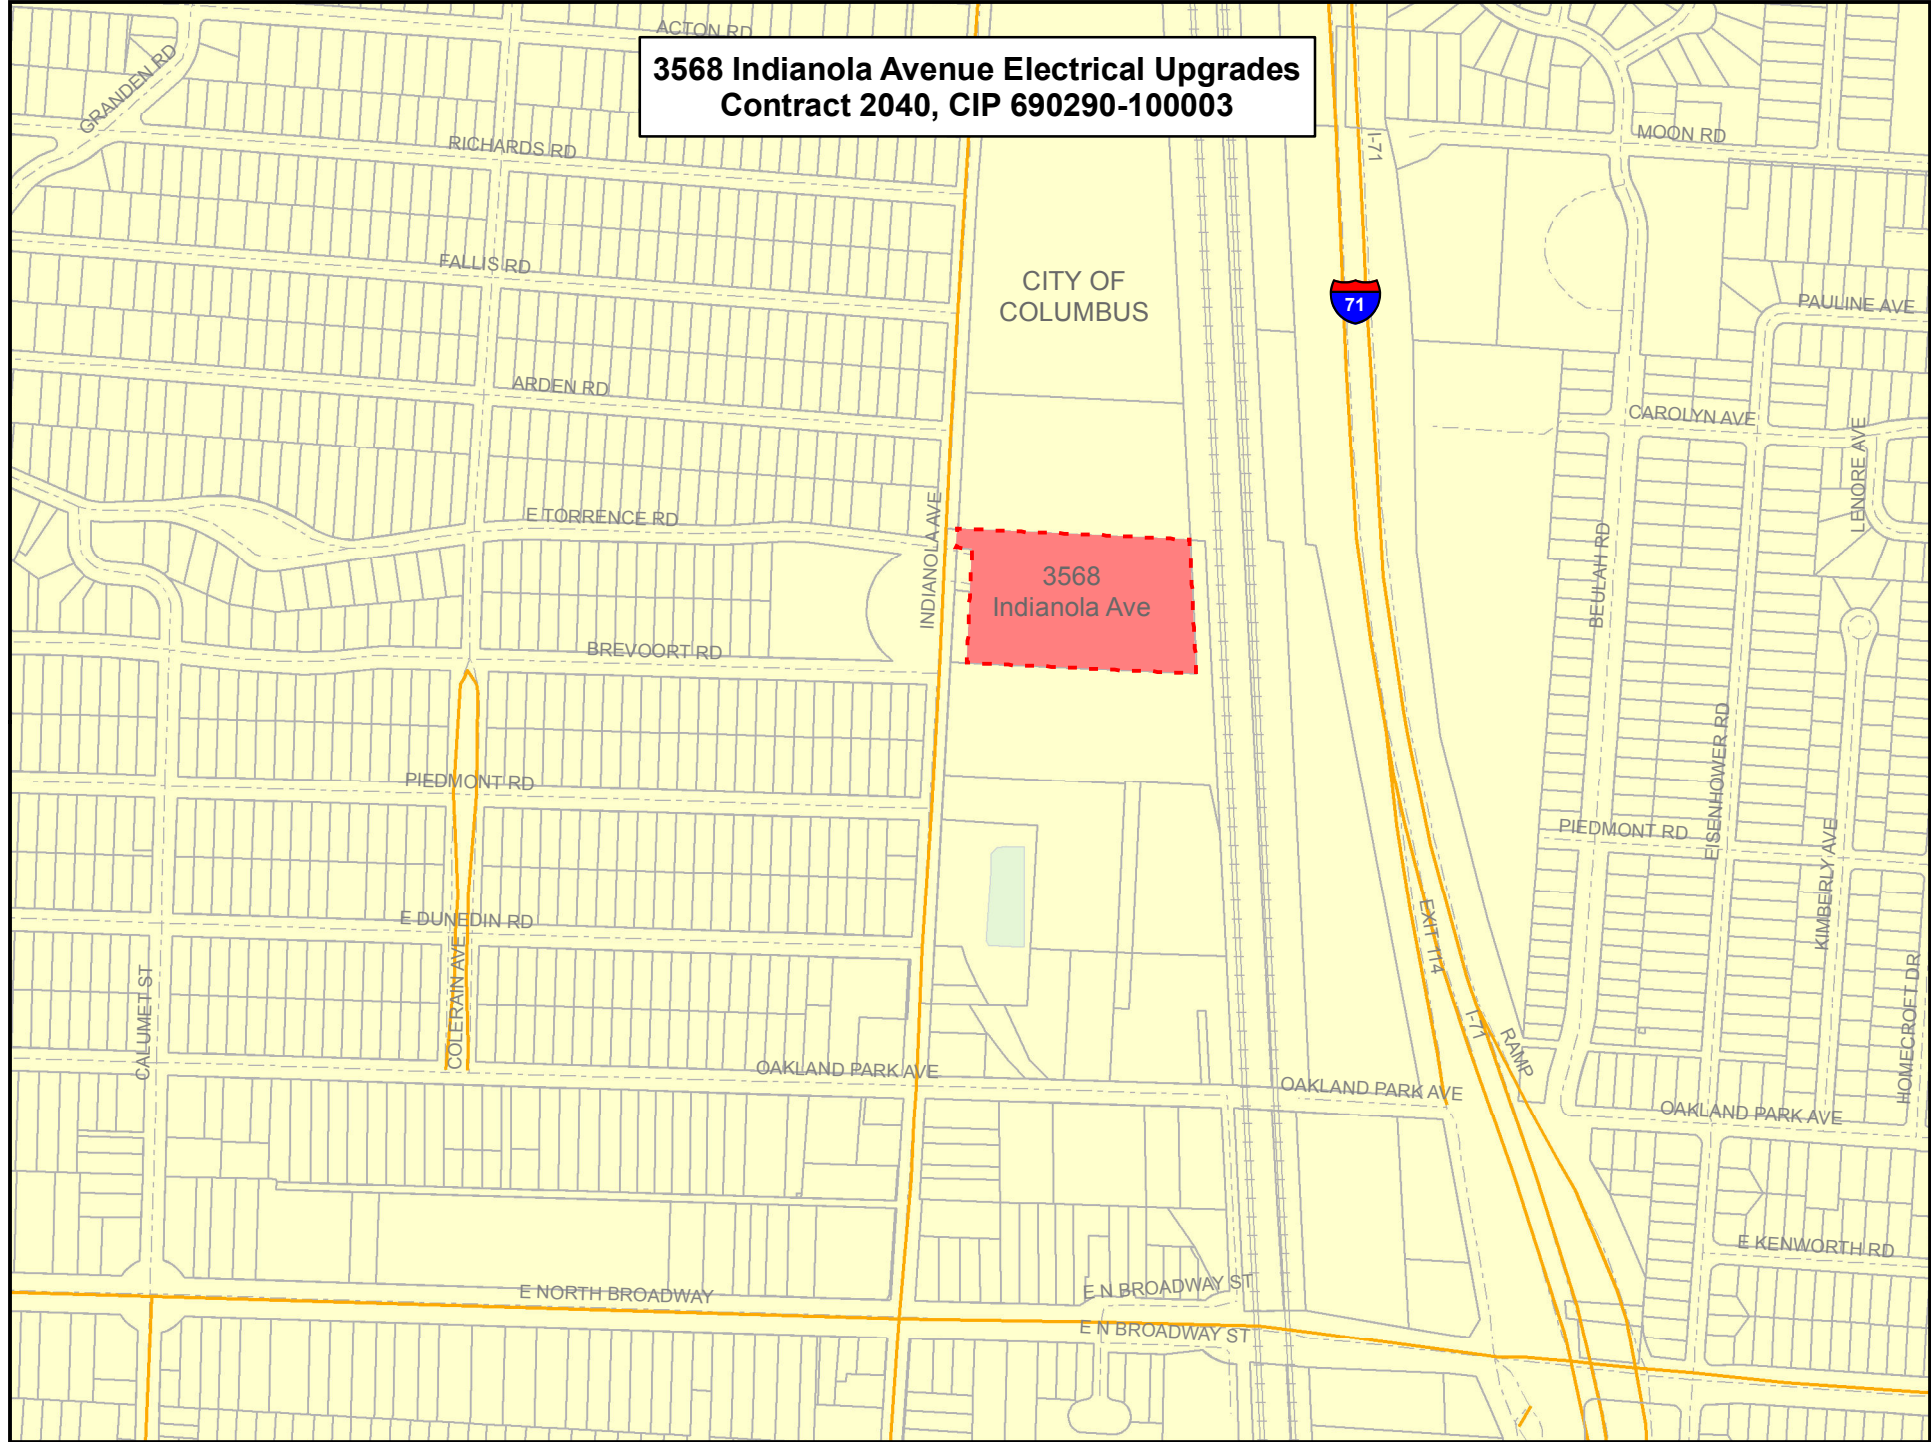 ACTON RD
3568 Indianola Avenue Electrical Upgrades
Contract 2040, CIP 690290-100003
GRANDEN RD
RICHARDS RD
I-71
MOON RD
FALLIS RD
CITY OF
COLUMBUS
71
PAULINE AVE
ARDEN RD
CAROLYN AVE
LENORE AVE
E TORRENCE RD
INDIANOLA AVE
3568
Indianola Ave
BEULAH RD
BREVOORT RD
EISENHOWER RD
PIEDMONT RD
PIEDMONT RD
KIMBERLY AVE
E DUNEDIN RD
EXIT 114
COLERAIN AVE
CALUMET ST
I-71
RAMP
HOMECROFT DR
OAKLAND PARK AVE
OAKLAND PARK AVE
OAKLAND PARK AVE
E KENWORTH RD
E NORTH BROADWAY
E N BROADWAY ST
E N BROADWAY ST